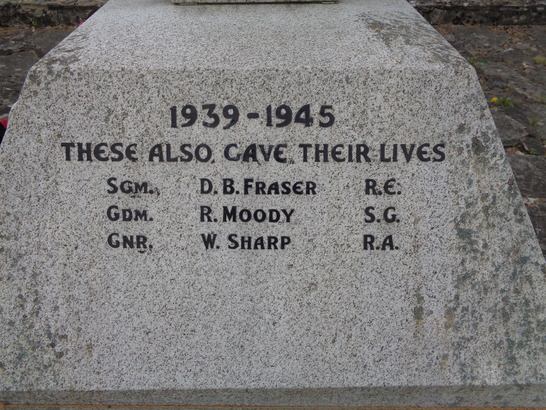 1939-1945
THESE ALSO GAVE THEIR LIVES
SGM. D.B. FRASER R.E.
GDM. R. MOODY S.G.
GNR. W. SHARP R.A.